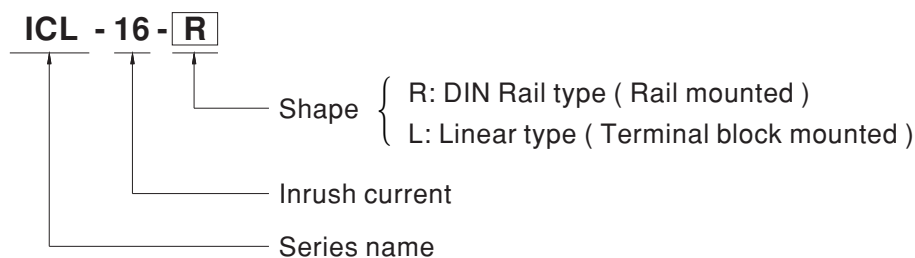 ICL - 16 - R
Shape { R: DIN Rail type ( Rail mounted )
L: Linear type ( Terminal block mounted )
Inrush current
Series name